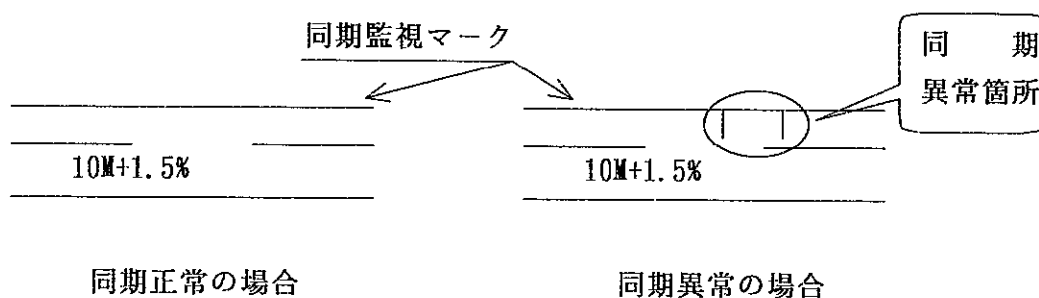 同期監視マーク
同　　期
異常箇所
10M+1.5%
10M+1.5%
同期正常の場合
同期異常の場合